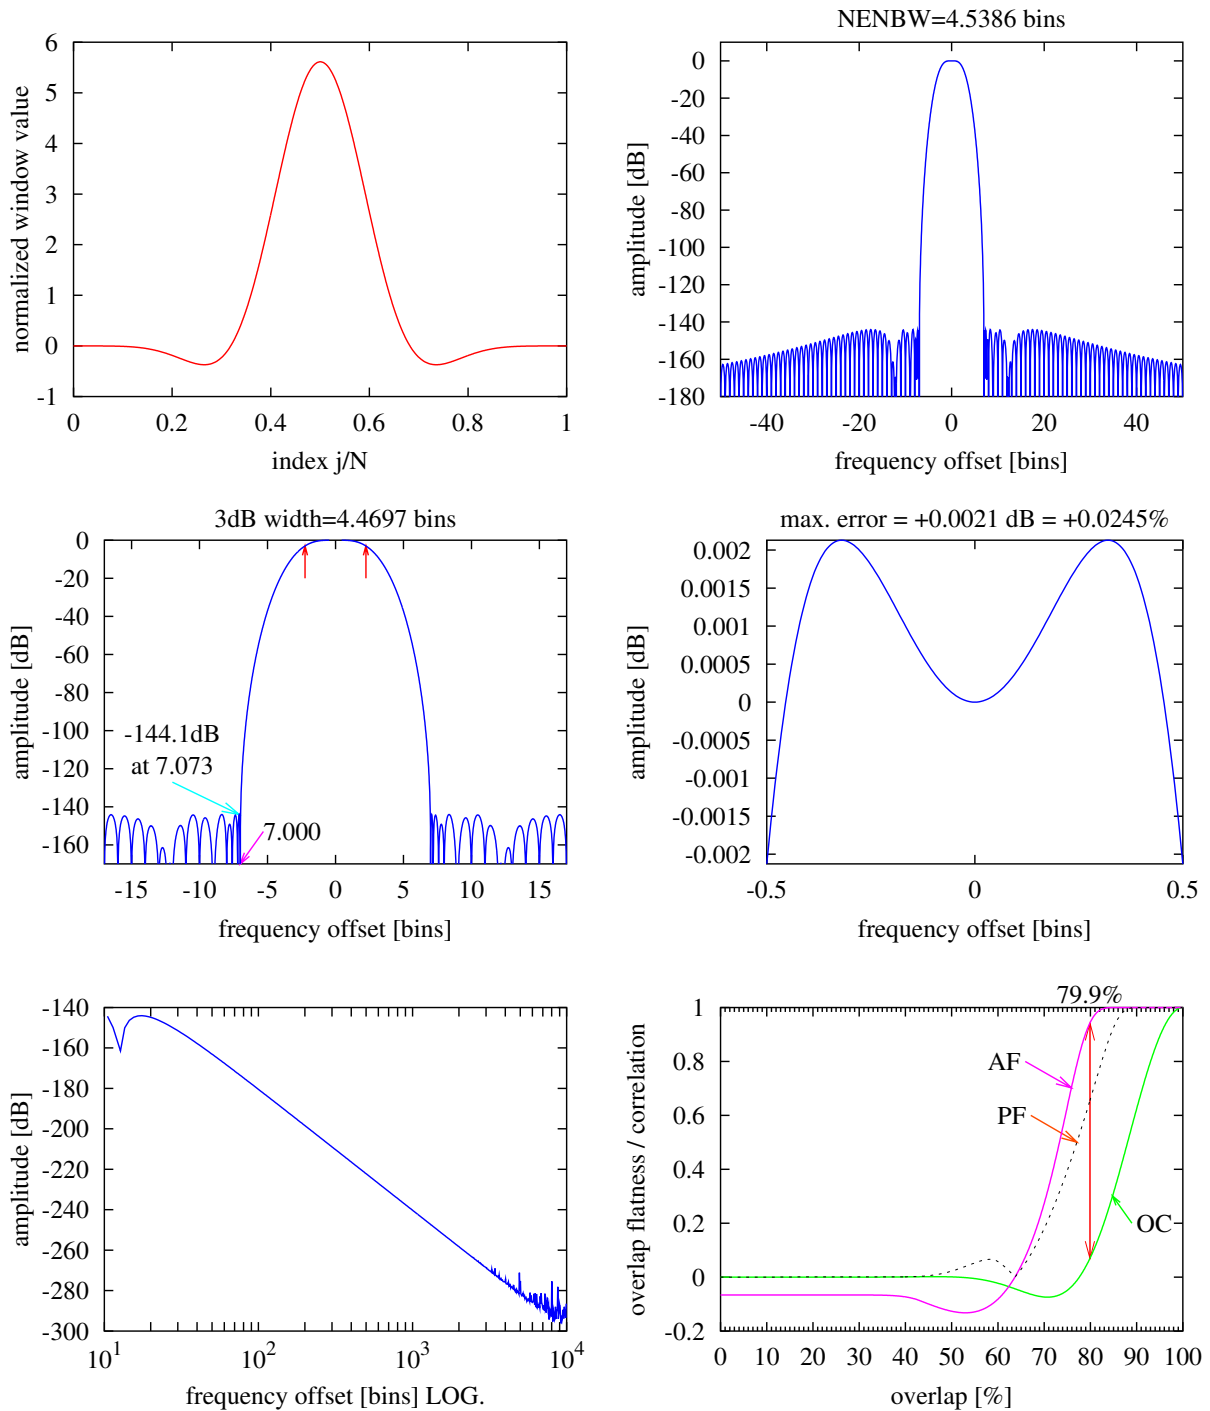 normalized window value
6
5
4
3
2
1
0
-1
0 0.2 0.4 0.6 0.8 1
index j/N
NENBW=4.5386 bins
amplitude [dB]
0
-20
-40
-60
-80
-100
-120
-140
-160
-180
-40 -20 0 20 40
frequency offset [bins]
3dB width=4.4697 bins
amplitude [dB]
0
-20
-40
-60
-80
-100
-120
-140
-160
-144.1dB
at 7.073
7.000
-15 -10 -5 0 5 10 15
frequency offset [bins]
max. error = +0.0021 dB = +0.0245%
amplitude [dB]
0.002
0.0015
0.001
0.0005
0
-0.0005
-0.001
-0.0015
-0.002
-0.5 0 0.5
frequency offset [bins]
amplitude [dB]
-140
-160
-180
-200
-220
-240
-260
-280
-300
10^1 10^2 10^3 10^4
frequency offset [bins] LOG.
79.9%
overlap flatness / correlation
1
0.8
0.6
0.4
0.2
0
-0.2
AF
PF
OC
0 10 20 30 40 50 60 70 80 90 100
overlap [%]